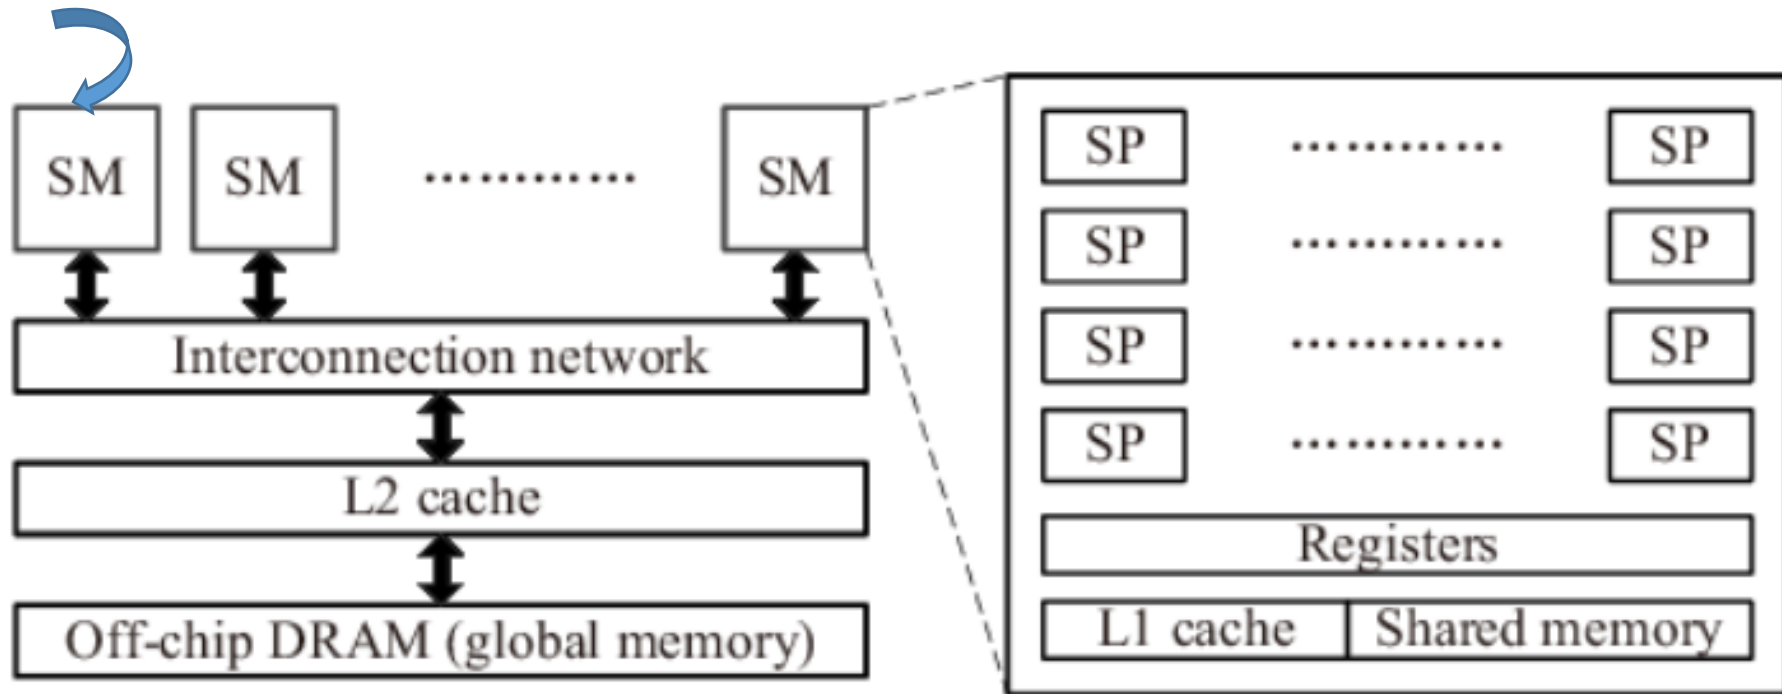 SM SM ………… SM
Interconnection network
L2 cache
Off-chip DRAM (global memory)
SP ………… SP
SP ………… SP
SP ………… SP
SP ………… SP
Registers
L1 cache Shared memory